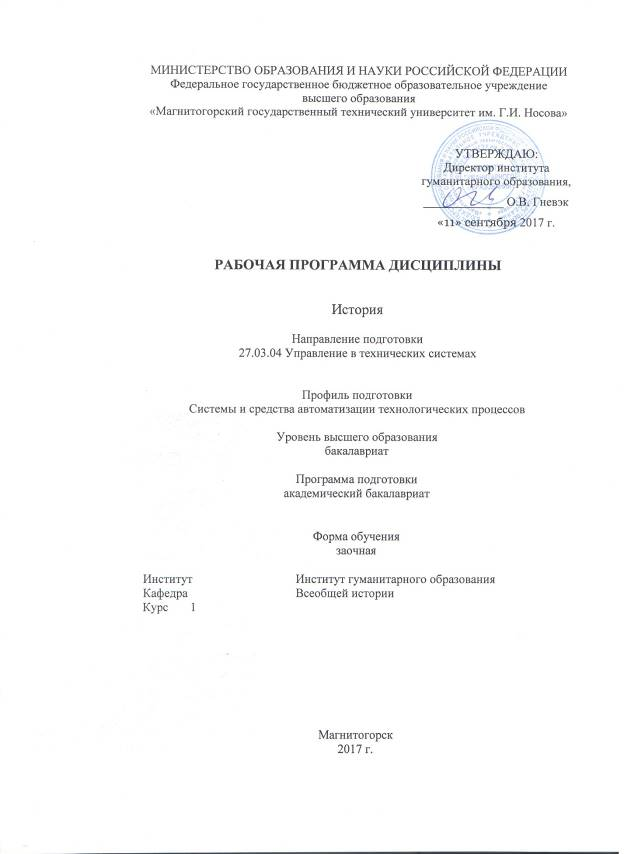 МИНИСТЕРСТВО ОБРАЗОВАНИЯ И НАУКИ РОССИЙСКОЙ ФЕДЕРАЦИИ
Федеральное государственное бюджетное образовательное учреждение
высшего образования
«Магнитогорский государственный технический университет им. Г.И. Носова»
УТВЕРЖДАЮ:
Директор института
гуманитарного образования,
О.В. Гневэк
«11» сентября 2017 г.
РАБОЧАЯ ПРОГРАММА ДИСЦИПЛИНЫ
История
Направление подготовки
27.03.04 Управление в технических системах
Профиль подготовки
Системы и средства автоматизации технологических процессов
Уровень высшего образования
бакалавриат
Программа подготовки
академический бакалавриат
Форма обучения
заочная
Институт Институт гуманитарного образования
Кафедра Всеобщей истории
Курс 1
Магнитогорск
2017 г.